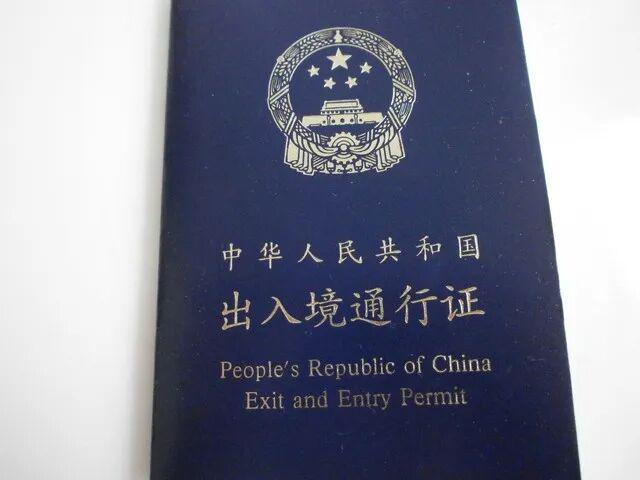 中华人民共和国
出入境通行证
People's Republic of China
Exit and Entry Permit